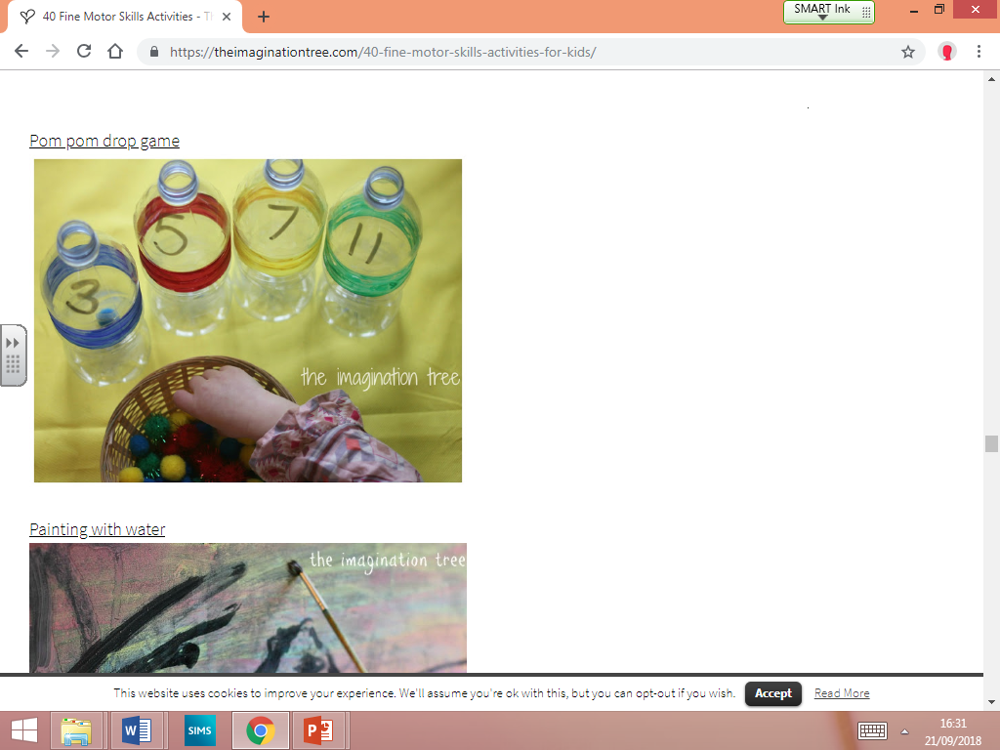 40 Fine Motor Skills Activities - Th
SMART Ink
https://theimaginationtree.com/40-fine-motor-skills-activities-for-kids/
Pom pom drop game
3
5
7
11
the imagination tree
Painting with water
the imagination tree
This website uses cookies to improve your experience. We'll assume you're ok with this, but you can opt-out if you wish. Accept Read More
W
SIMS
P
16:31
21/09/2018